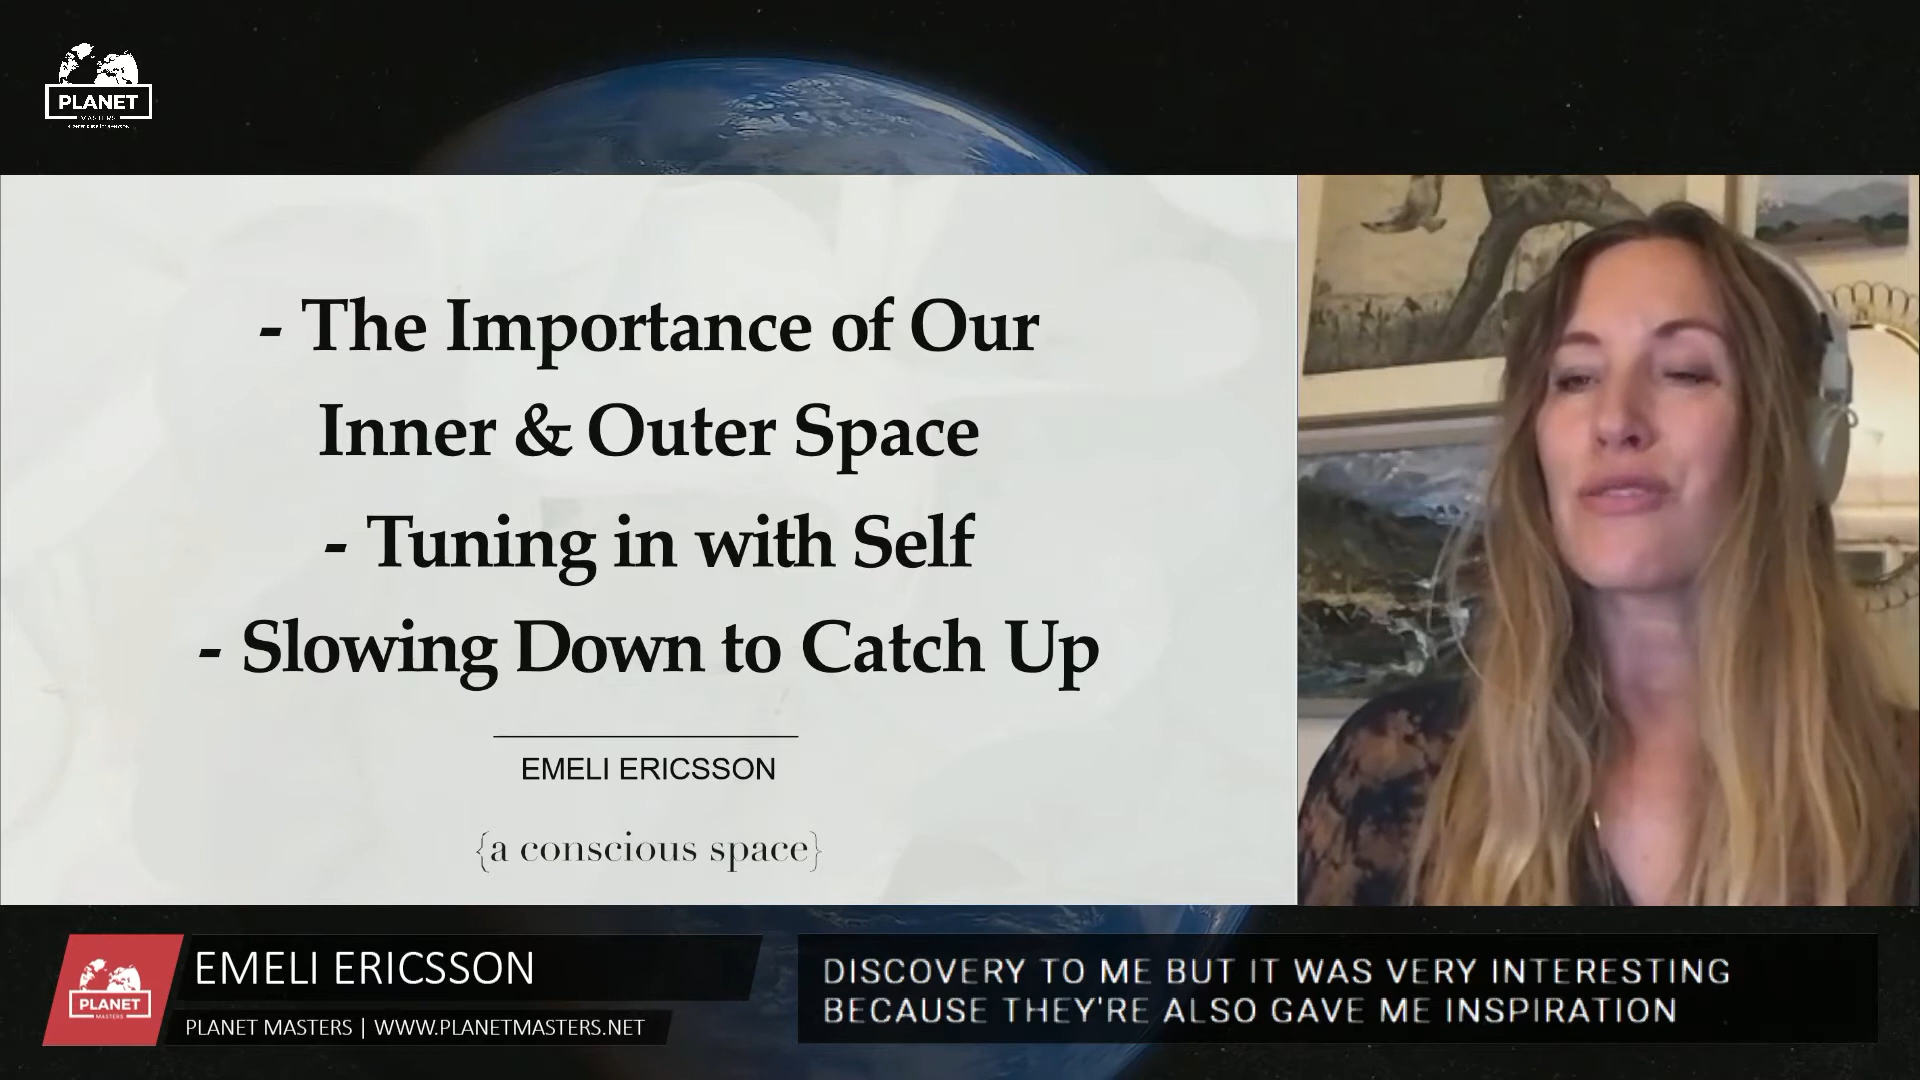 PLANET
MASTERS
- The Importance of Our
Inner & Outer Space
- Tuning in with Self
- Slowing Down to Catch Up
EMELI ERICSSON
{a conscious space}
PLANET
MASTERS
EMELI ERICSSON
PLANET MASTERS | WWW.PLANETMASTERS.NET
DISCOVERY TO ME BUT IT WAS VERY INTERESTING
BECAUSE THEY'RE ALSO GAVE ME INSPIRATION